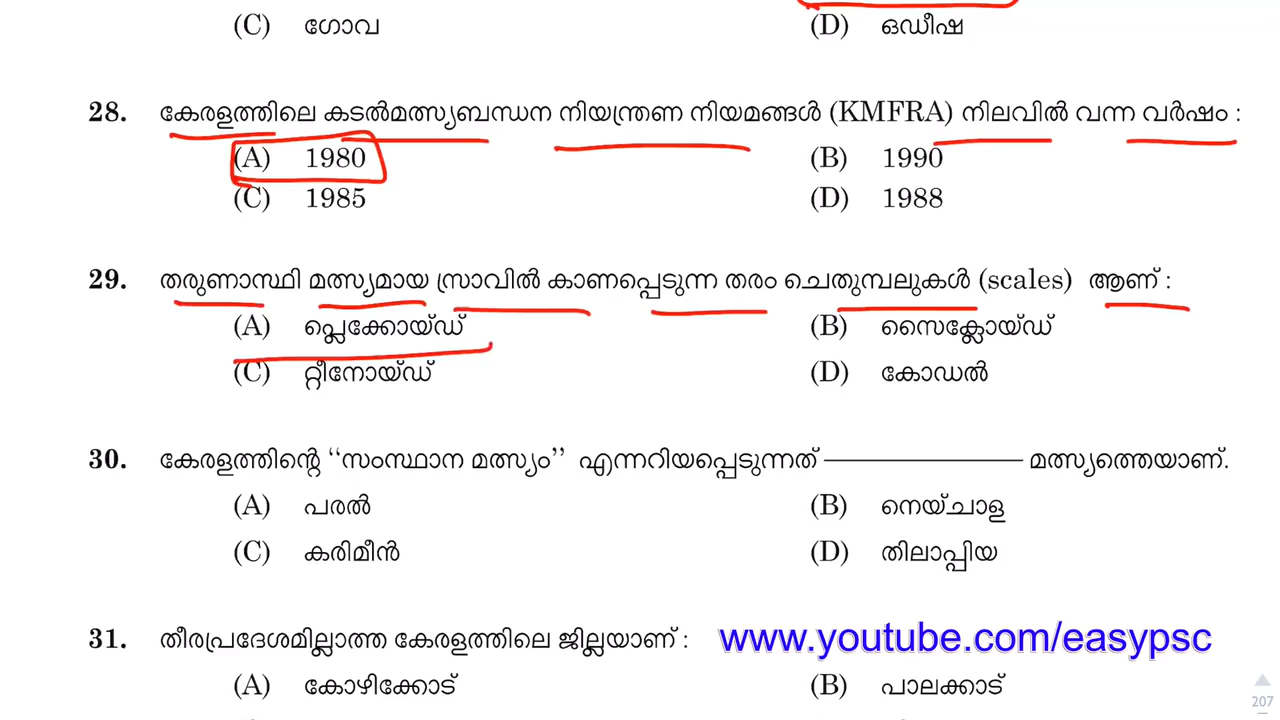 (C) ഗോവ (D) ഒഡീഷ
28. കേരളത്തിലെ കടൽമത്സ്യബന്ധന നിയന്ത്രണ നിയമങ്ങൾ (KMFRA) നിലവിൽ വന്ന വർഷം :
(A) 1980 (B) 1990
(C) 1985 (D) 1988
29. തരുണാസ്ഥി മത്സ്യമായ സ്രാവിൽ കാണപ്പെടുന്ന തരം ചെതുമ്പലുകൾ (scales) ആണ് :
(A) പ്ലെക്കോയ്ഡ് (B) സൈക്ലോയ്ഡ്
(C) റ്റീനോയ്ഡ് (D) കോഡൽ
30. കേരളത്തിന്റെ “സംസ്ഥാന മത്സ്യം” എന്നറിയപ്പെടുന്നത് ———— മത്സ്യത്തെയാണ്.
(A) പരൽ (B) നെയ്ചാള
(C) കരിമീൻ (D) തിലാപ്പിയ
31. തീരപ്രദേശമില്ലാത്ത കേരളത്തിലെ ജില്ലയാണ് : www.youtube.com/easypsc
(A) കോഴിക്കോട് (B) പാലക്കാട്
207